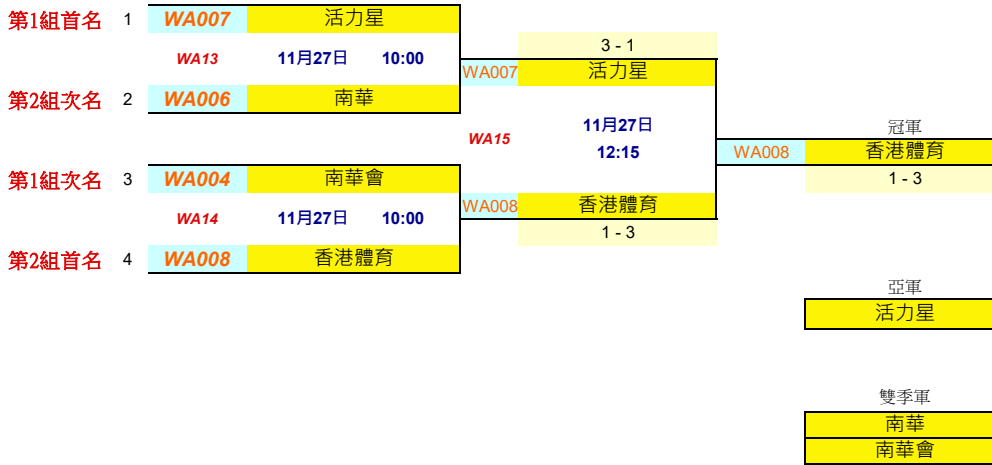 第1組首名 1 WA007 活力星
3 - 1
WA13 11月27日 10:00
WA007 活力星
第2組次名 2 WA006 南華
11月27日
冠軍
WA15
12:15
WA008 香港體育
第1組次名 3 WA004 南華會
1 - 3
WA008 香港體育
WA14 11月27日 10:00
1 - 3
第2組首名 4 WA008 香港體育
亞軍
活力星
雙季軍
南華
南華會